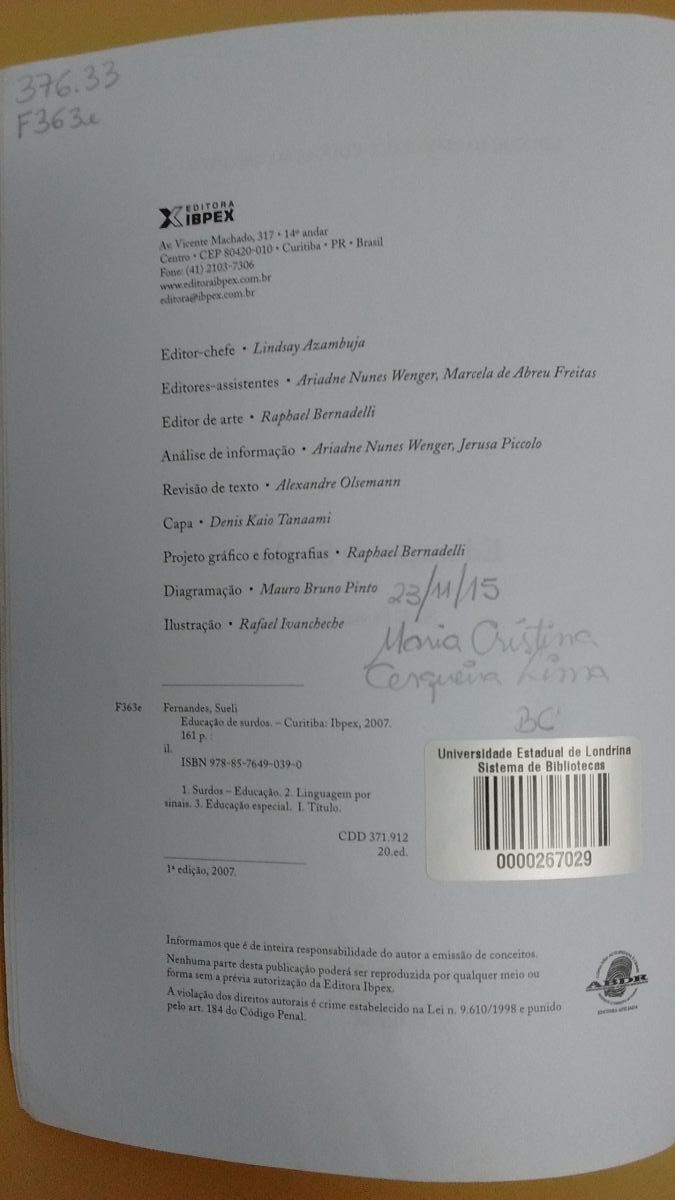 376.33
F363e
EDITORA
IBPEX
Av. Vicente Machado, 317 • 14º andar
Centro • CEP 80420-010 • Curitiba • PR • Brasil
Fone: (41) 2103-7306
www.editoraibpex.com.br
editora@ibpex.com.br
Editor-chefe • Lindsay Azambuja
Editores-assistentes • Ariadne Nunes Wenger, Marcela de Abreu Freitas
Editor de arte • Raphael Bernadelli
Análise de informação • Ariadne Nunes Wenger, Jerusa Piccolo
Revisão de texto • Alexandre Olsemann
Capa • Denis Kaio Tanaami
Projeto gráfico e fotografias • Raphael Bernadelli
Diagramação • Mauro Bruno Pinto
23/11/15
Ilustração • Rafael Ivancheche
Maria Cristina
Cerqueira Lima
BC
F363e Fernandes, Sueli
Educação de surdos. – Curitiba: Ibpex, 2007.
161 p. :
il.
ISBN 978-85-7649-039-0
1. Surdos – Educação. 2. Linguagem por
sinais. 3. Educação especial. I. Título.
CDD 371.912
20.ed.
1ª edição, 2007.
Universidade Estadual de Londrina
Sistema de Bibliotecas
0000267029
Informamos que é de inteira responsabilidade do autor a emissão de conceitos.
Nenhuma parte desta publicação poderá ser reproduzida por qualquer meio ou
forma sem a prévia autorização da Editora Ibpex.
A violação dos direitos autorais é crime estabelecido na Lei n. 9.610/1998 e punido
pelo art. 184 do Código Penal.
ABDR
EDITORA AFILIADA